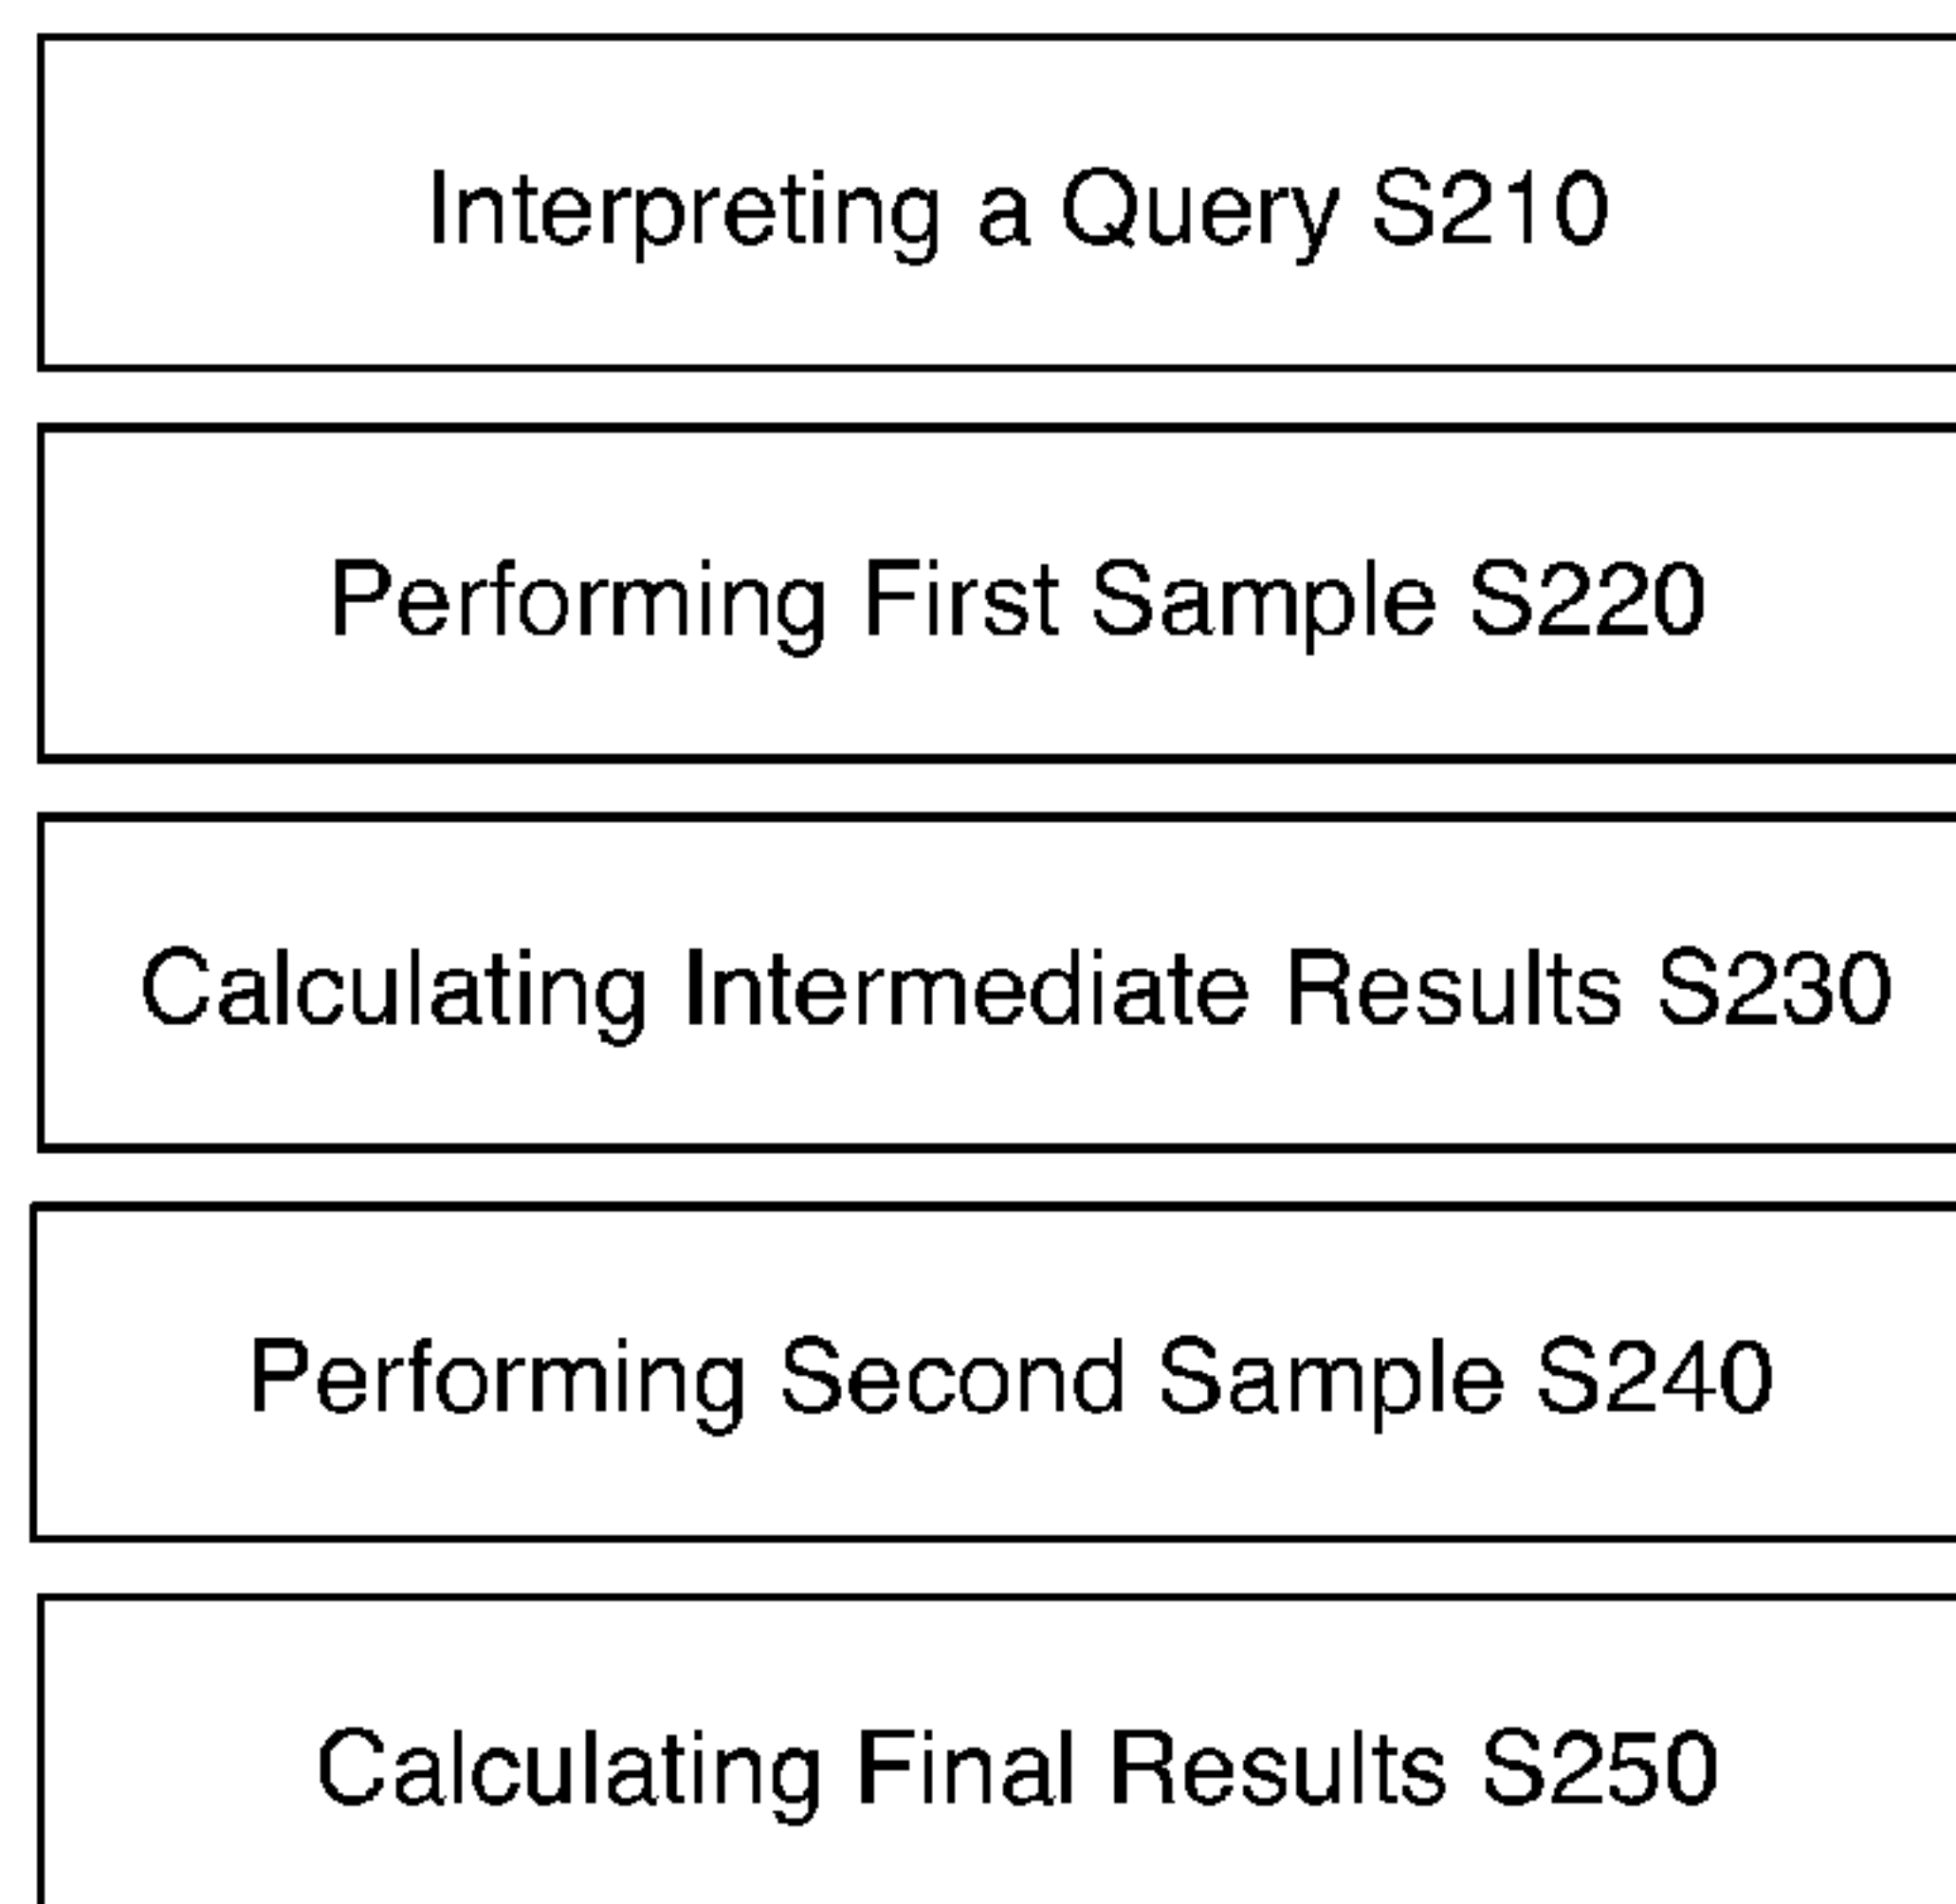 Interpreting a Query S210
Performing First Sample S220
Calculating Intermediate Results S230
Performing Second Sample S240
Calculating Final Results S250